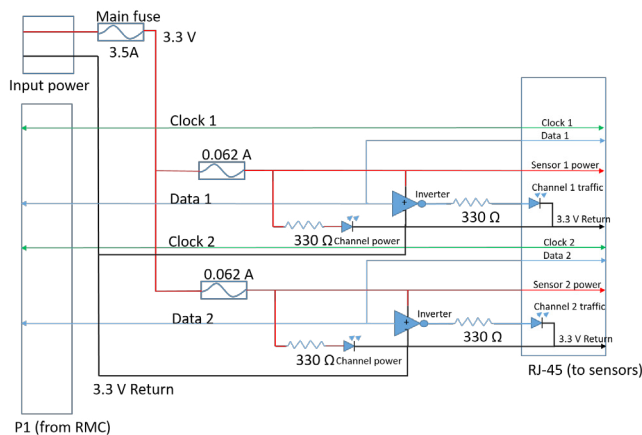 Main fuse
3.3 V
3.5A
Input power
Clock 1
Clock 1
Data 1
0.062 A
Sensor 1 power
Data 1
Inverter
Channel 1 traffic
330 Ω
3.3 V Return
330 Ω
Channel power
Clock 2
Clock 2
Data 2
0.062 A
Sensor 2 power
Data 2
Inverter
Channel 2 traffic
330 Ω
3.3 V Return
330 Ω
Channel power
3.3 V Return
RJ-45 (to sensors)
P1 (from RMC)
+
+